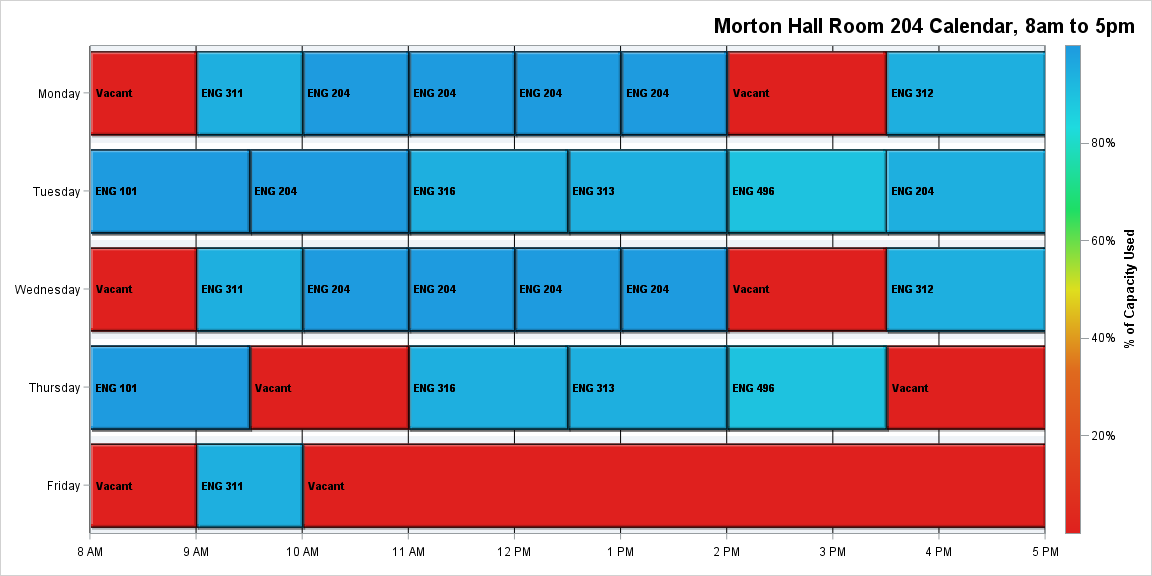 Morton Hall Room 204 Calendar, 8am to 5pm
Monday
Vacant
ENG 311
ENG 204
ENG 204
ENG 204
ENG 204
Vacant
ENG 312
Tuesday
ENG 101
ENG 204
ENG 316
ENG 313
ENG 496
ENG 204
Wednesday
Vacant
ENG 311
ENG 204
ENG 204
ENG 204
ENG 204
Vacant
ENG 312
Thursday
ENG 101
Vacant
ENG 316
ENG 313
ENG 496
Vacant
Friday
Vacant
ENG 311
Vacant
8 AM
9 AM
10 AM
11 AM
12 PM
1 PM
2 PM
3 PM
4 PM
5 PM
80%
60%
40%
20%
% of Capacity Used